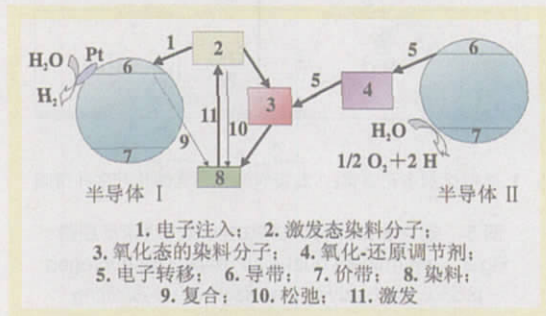 1
2
5
6
H₂O
Pt
6
4
5
H₂
3
11
10
9
H₂O
7
7
1/2 O₂+2 H
8
半导体 Ⅰ
半导体 Ⅱ
1. 电子注入； 2. 激发态染料分子；
3. 氧化态的染料分子； 4. 氧化-还原调节剂；
5. 电子转移； 6. 导带； 7. 价带； 8. 染料；
9. 复合； 10. 松弛； 11. 激发